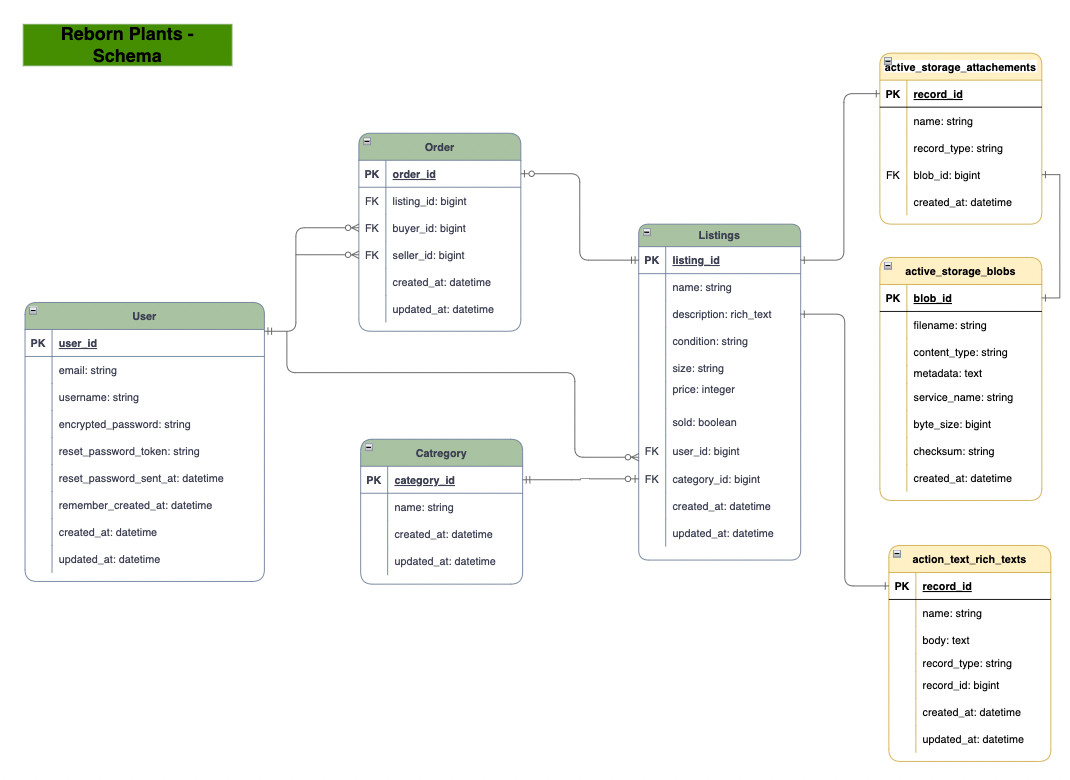 Reborn Plants -
Schema
Order
PK order_id
FK listing_id: bigint
FK buyer_id: bigint
FK seller_id: bigint
created_at: datetime
updated_at: datetime
User
PK user_id
email: string
username: string
encrypted_password: string
reset_password_token: string
reset_password_sent_at: datetime
remember_created_at: datetime
created_at: datetime
updated_at: datetime
Catregory
PK category_id
name: string
created_at: datetime
updated_at: datetime
Listings
PK listing_id
name: string
description: rich_text
condition: string
size: string
price: integer
sold: boolean
FK user_id: bigint
FK category_id: bigint
created_at: datetime
updated_at: datetime
active_storage_attachements
PK record_id
name: string
record_type: string
FK blob_id: bigint
created_at: datetime
active_storage_blobs
PK blob_id
filename: string
content_type: string
metadata: text
service_name: string
byte_size: bigint
checksum: string
created_at: datetime
action_text_rich_texts
PK record_id
name: string
body: text
record_type: string
record_id: bigint
created_at: datetime
updated_at: datetime